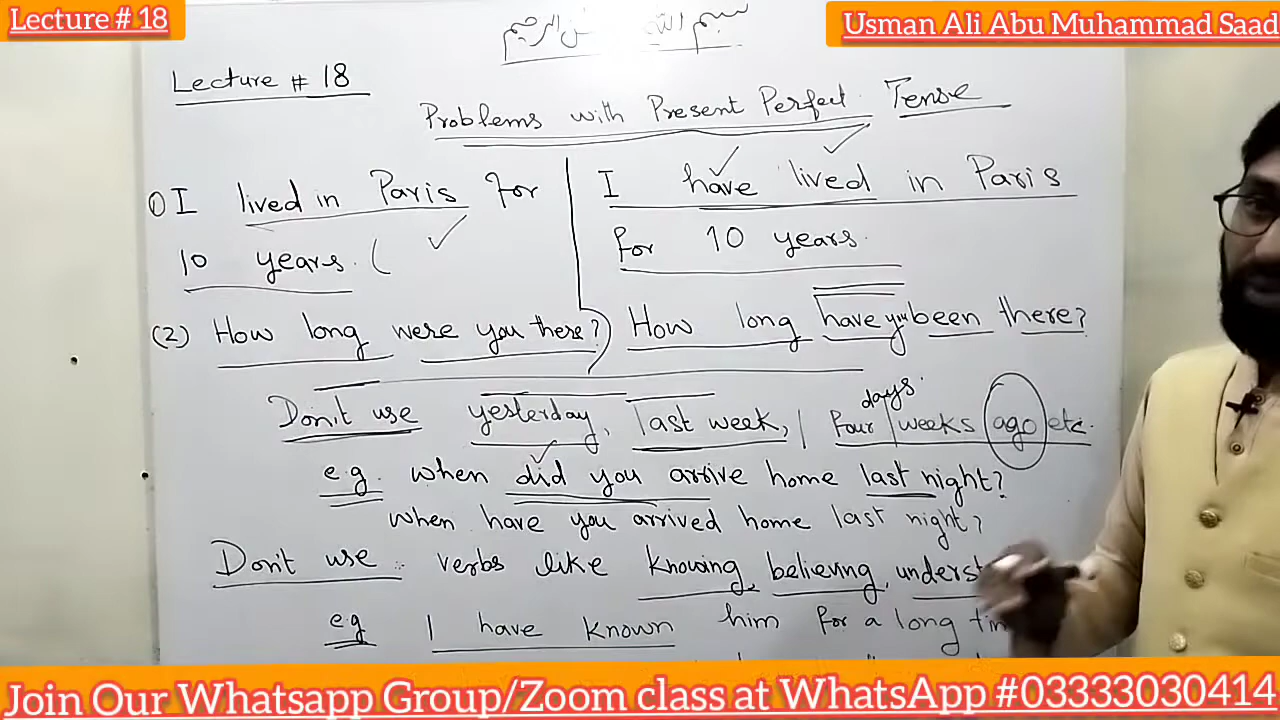 Lecture # 18
Usman Ali Abu Muhammad Saad
بسم الله الرحمن الرحيم
Lecture # 18
Problems with Present Perfect Tense
1) I lived in Paris for
10 years. (
I have lived in Paris
for 10 years.
(2) How long were you there?
How long have you been there?
Don't use yesterday, last week, | Four | weeks ago etc.
days.
e.g. when did you arrive home last night?
when have you arrived home last night?
Don't use verbs like knowing, believing,
e.g I have known him for a long
Join Our Whatsapp Group/Zoom class at WhatsApp #03333030414